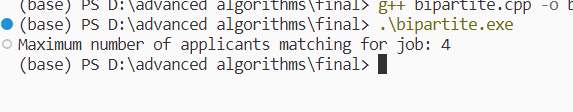 (base) PS D:\advanced algorithms\final> g++ bipartite.cpp -o b
(base) PS D:\advanced algorithms\final> .\bipartite.exe
Maximum number of applicants matching for job: 4
(base) PS D:\advanced algorithms\final>